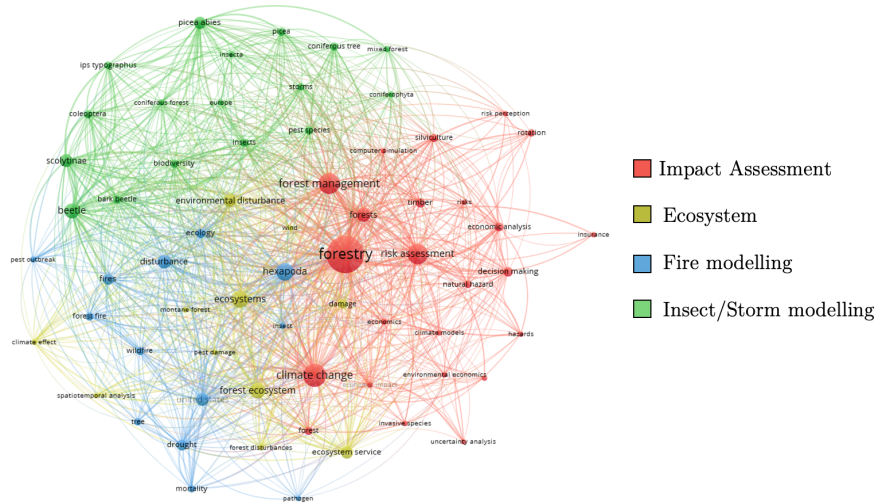 picea abies
picea
insecta
coniferous tree
mixed forest
ips typographus
storms
coniferous forest
europe
coniferophyta
coleoptera
risk perception
pest species
rotation
insects
silviculture
computer simulation
scolytinae
biodiversity
forest management
bark beetle
environmental disturbance
timber
risks
beetle
forests
wind
economic analysis
ecology
insurance
forestry
risk assessment
pest outbreak
disturbance
hexapoda
decision making
fires
natural hazard
ecosystems
damage
montane forest
forest fire
insect
economics
climate models
hazards
climate effect
wildfire
pest damage
climate change
environmental economics
forest ecosystem
economic impact
spatiotemporal analysis
united states
tree
forest
invasive species
drought
forest disturbances
ecosystem service
uncertainty analysis
mortality
pathogen
Impact Assessment
Ecosystem
Fire modelling
Insect/Storm modelling